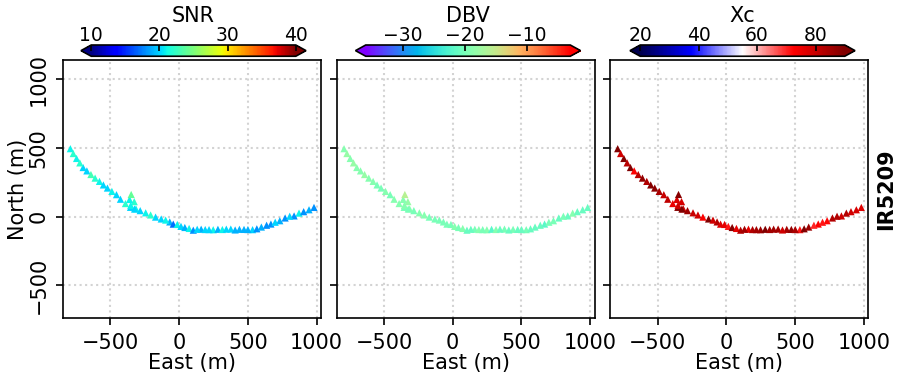 SNR DBV Xc
10 20 30 40 −30 −20 −10 20 40 60 80
1000
500
0
−500
North (m)
−500 0 500 1000 −500 0 500 1000 −500 0 500 1000
East (m) East (m) East (m)
IR5209